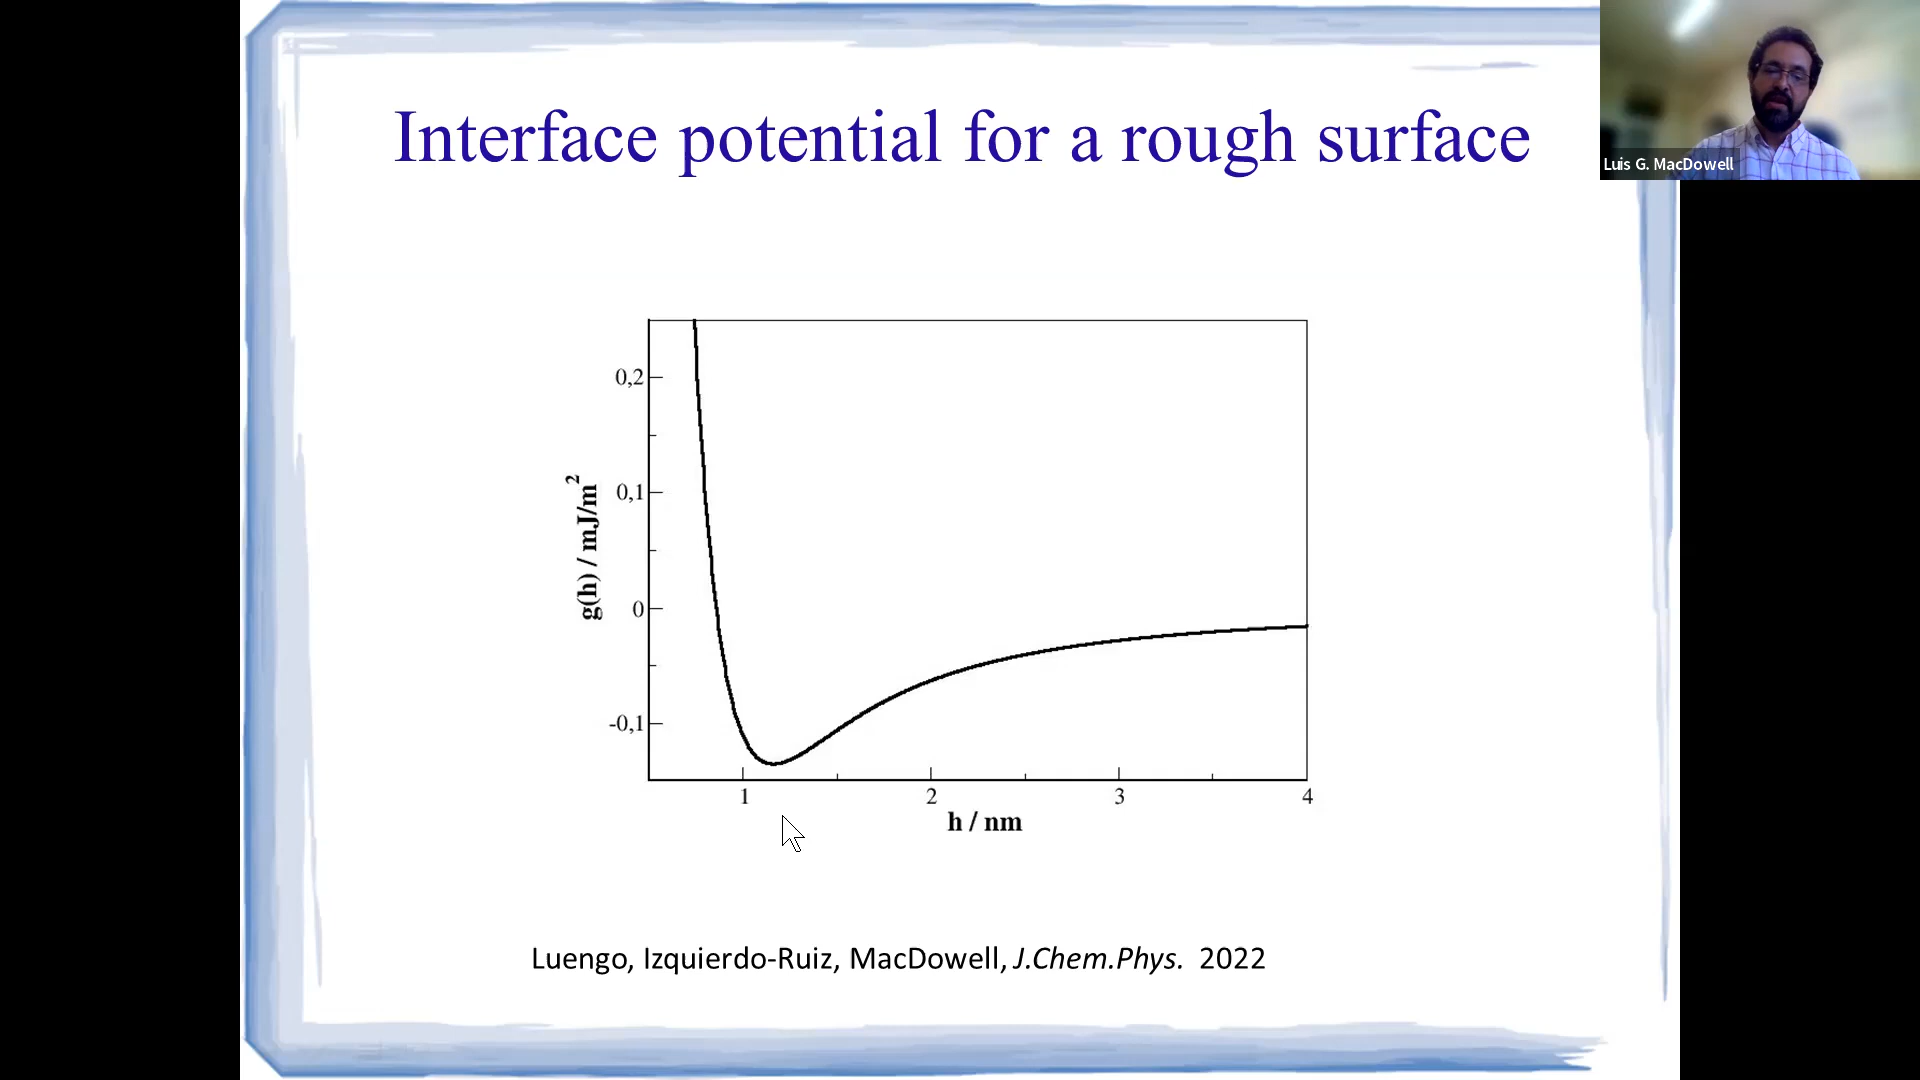 Interface potential for a rough surface
Luis G. MacDowell
0,2
0,1
0
-0,1
g(h) / mJ/m²
1 2 3 4
h / nm
Luengo, Izquierdo-Ruiz, MacDowell, J.Chem.Phys. 2022